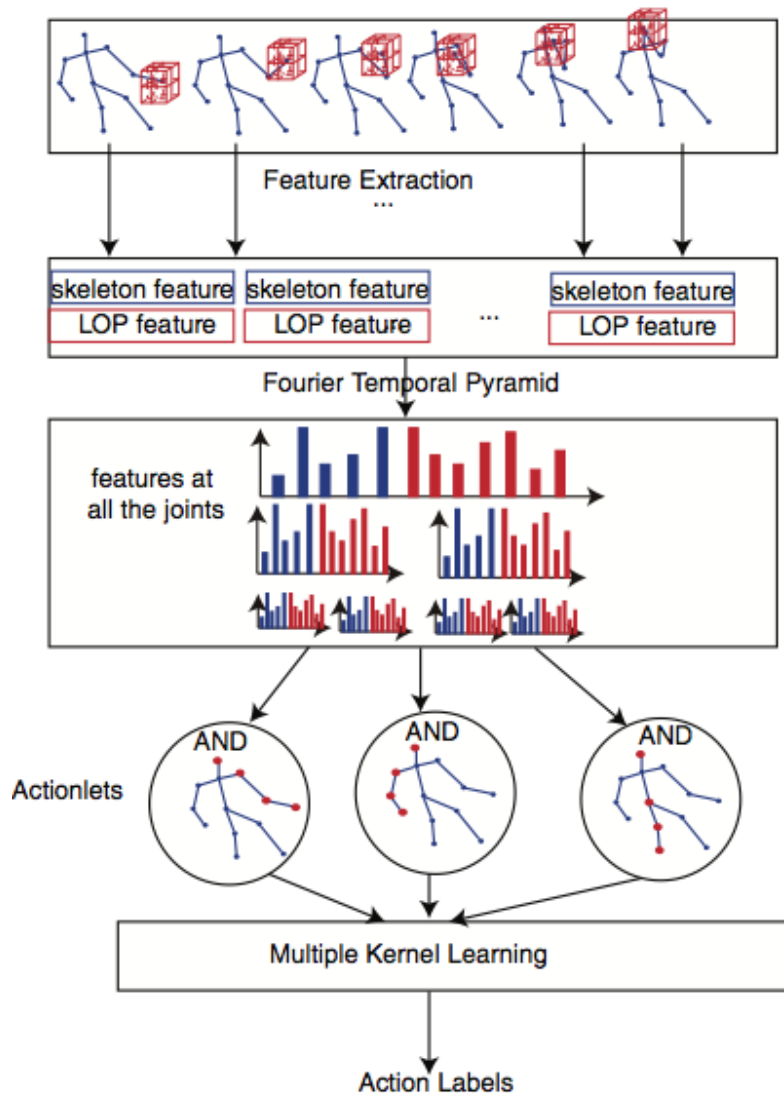 Feature Extraction
...
skeleton feature skeleton feature skeleton feature
LOP feature LOP feature ... LOP feature
Fourier Temporal Pyramid
features at
all the joints
AND AND AND
Actionlets
Multiple Kernel Learning
Action Labels